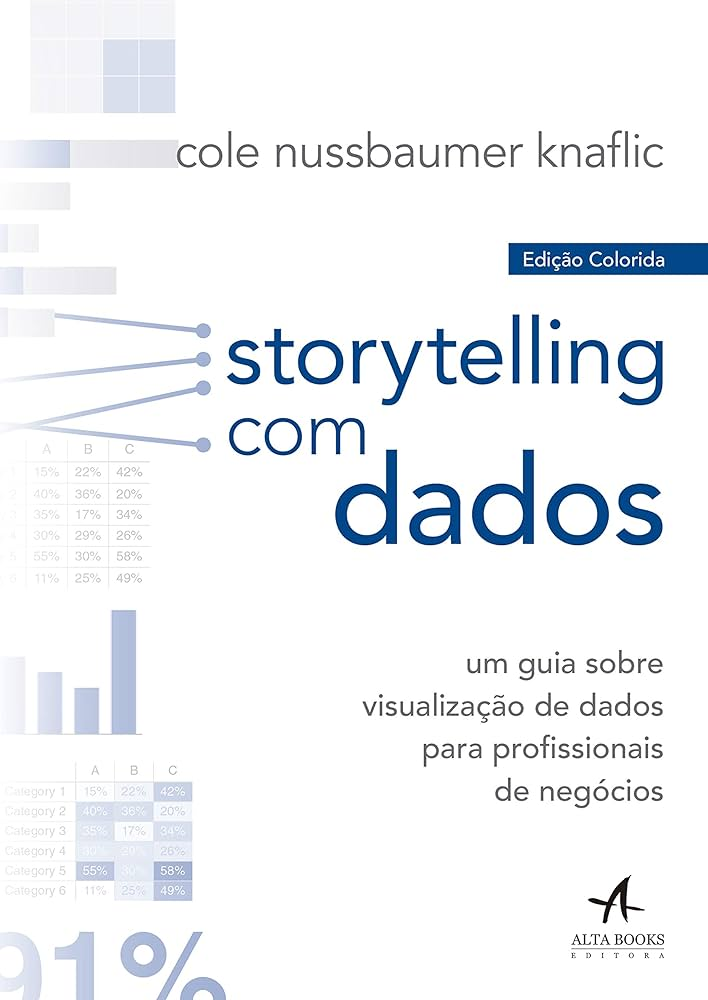 cole nussbaumer knaflic
Edição Colorida
storytelling
com
dados
A B C
1 15% 22% 42%
2 40% 36% 20%
3 35% 17% 34%
4 30% 29% 26%
5 55% 30% 58%
6 11% 25% 49%
um guia sobre
visualização de dados
para profissionais
de negócios
A B C
Category 1 15% 22% 42%
Category 2 40% 36% 20%
Category 3 35% 17% 34%
Category 4 30% 29% 26%
Category 5 55% 30% 58%
Category 6 11% 25% 49%
91%
ALTA BOOKS
EDITORA